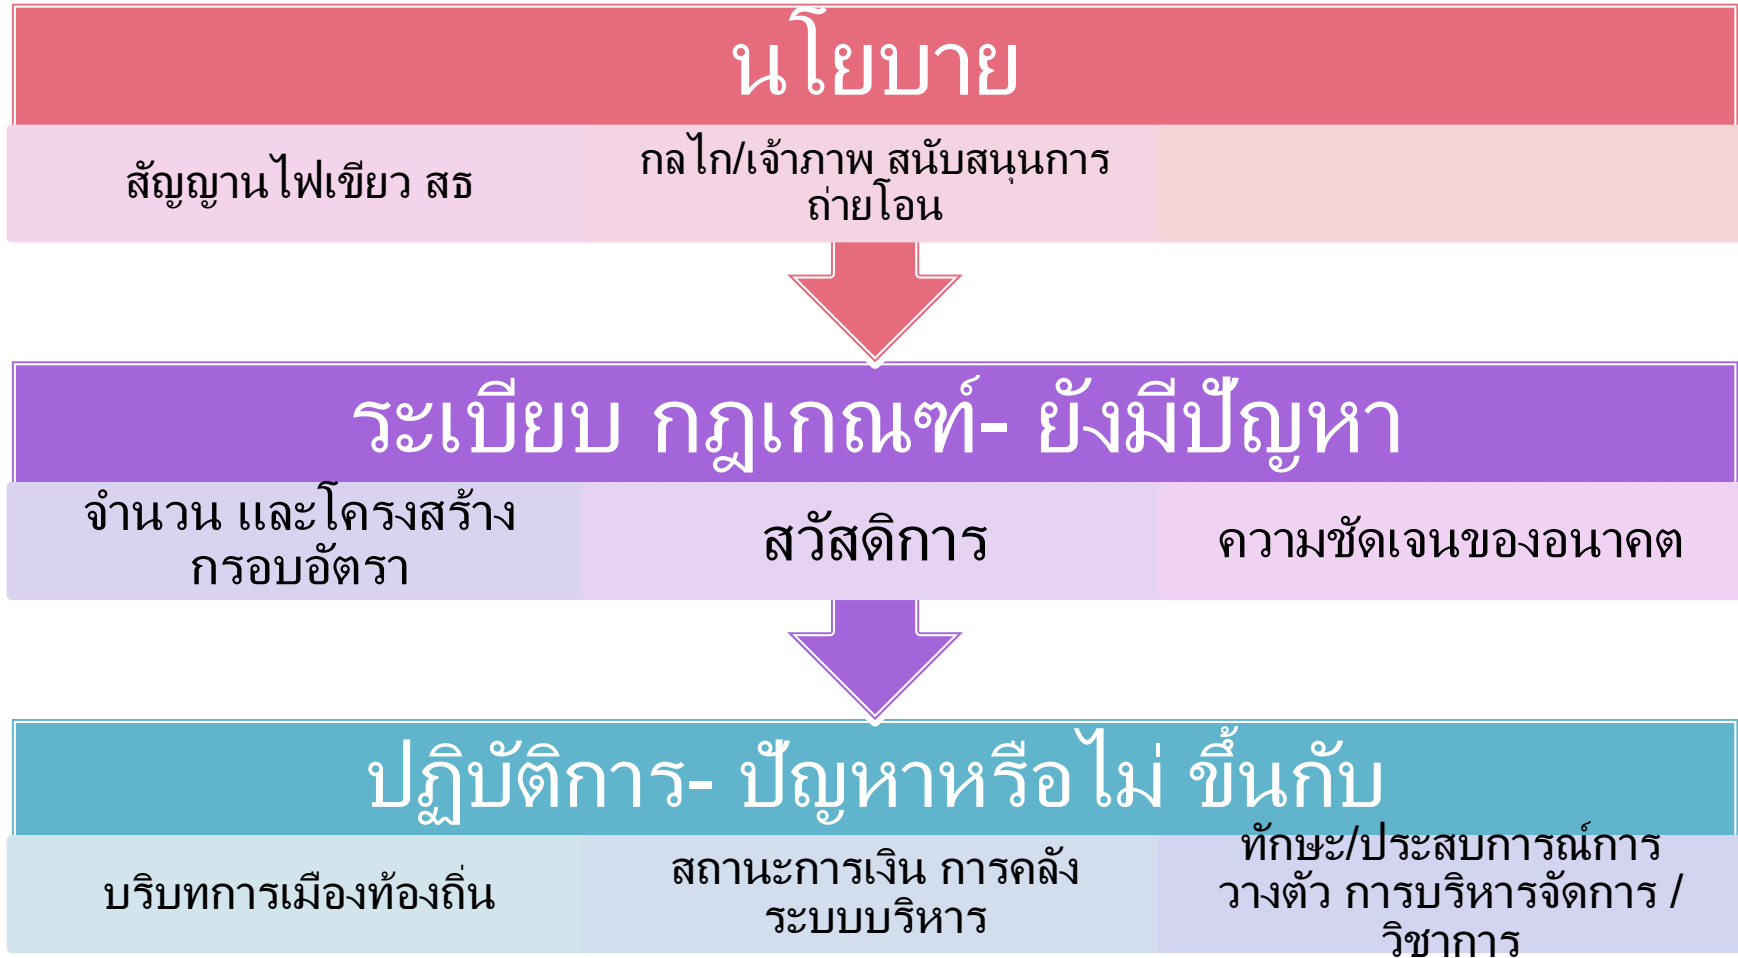 นโยบาย
สัญญานไฟเขียว สธ
กลไก/เจ้าภาพ สนับสนุนการ
ถ่ายโอน
ระเบียบ กฎเกณฑ์- ยังมีปัญหา
จำนวน และโครงสร้าง
กรอบอัตรา
สวัสดิการ
ความชัดเจนของอนาคต
ปฏิบัติการ- ปัญหาหรือไม่ ขึ้นกับ
บริบทการเมืองท้องถิ่น
สถานะการเงิน การคลัง
ระบบบริหาร
ทักษะ/ประสบการณ์การ
วางตัว การบริหารจัดการ /
วิชาการ